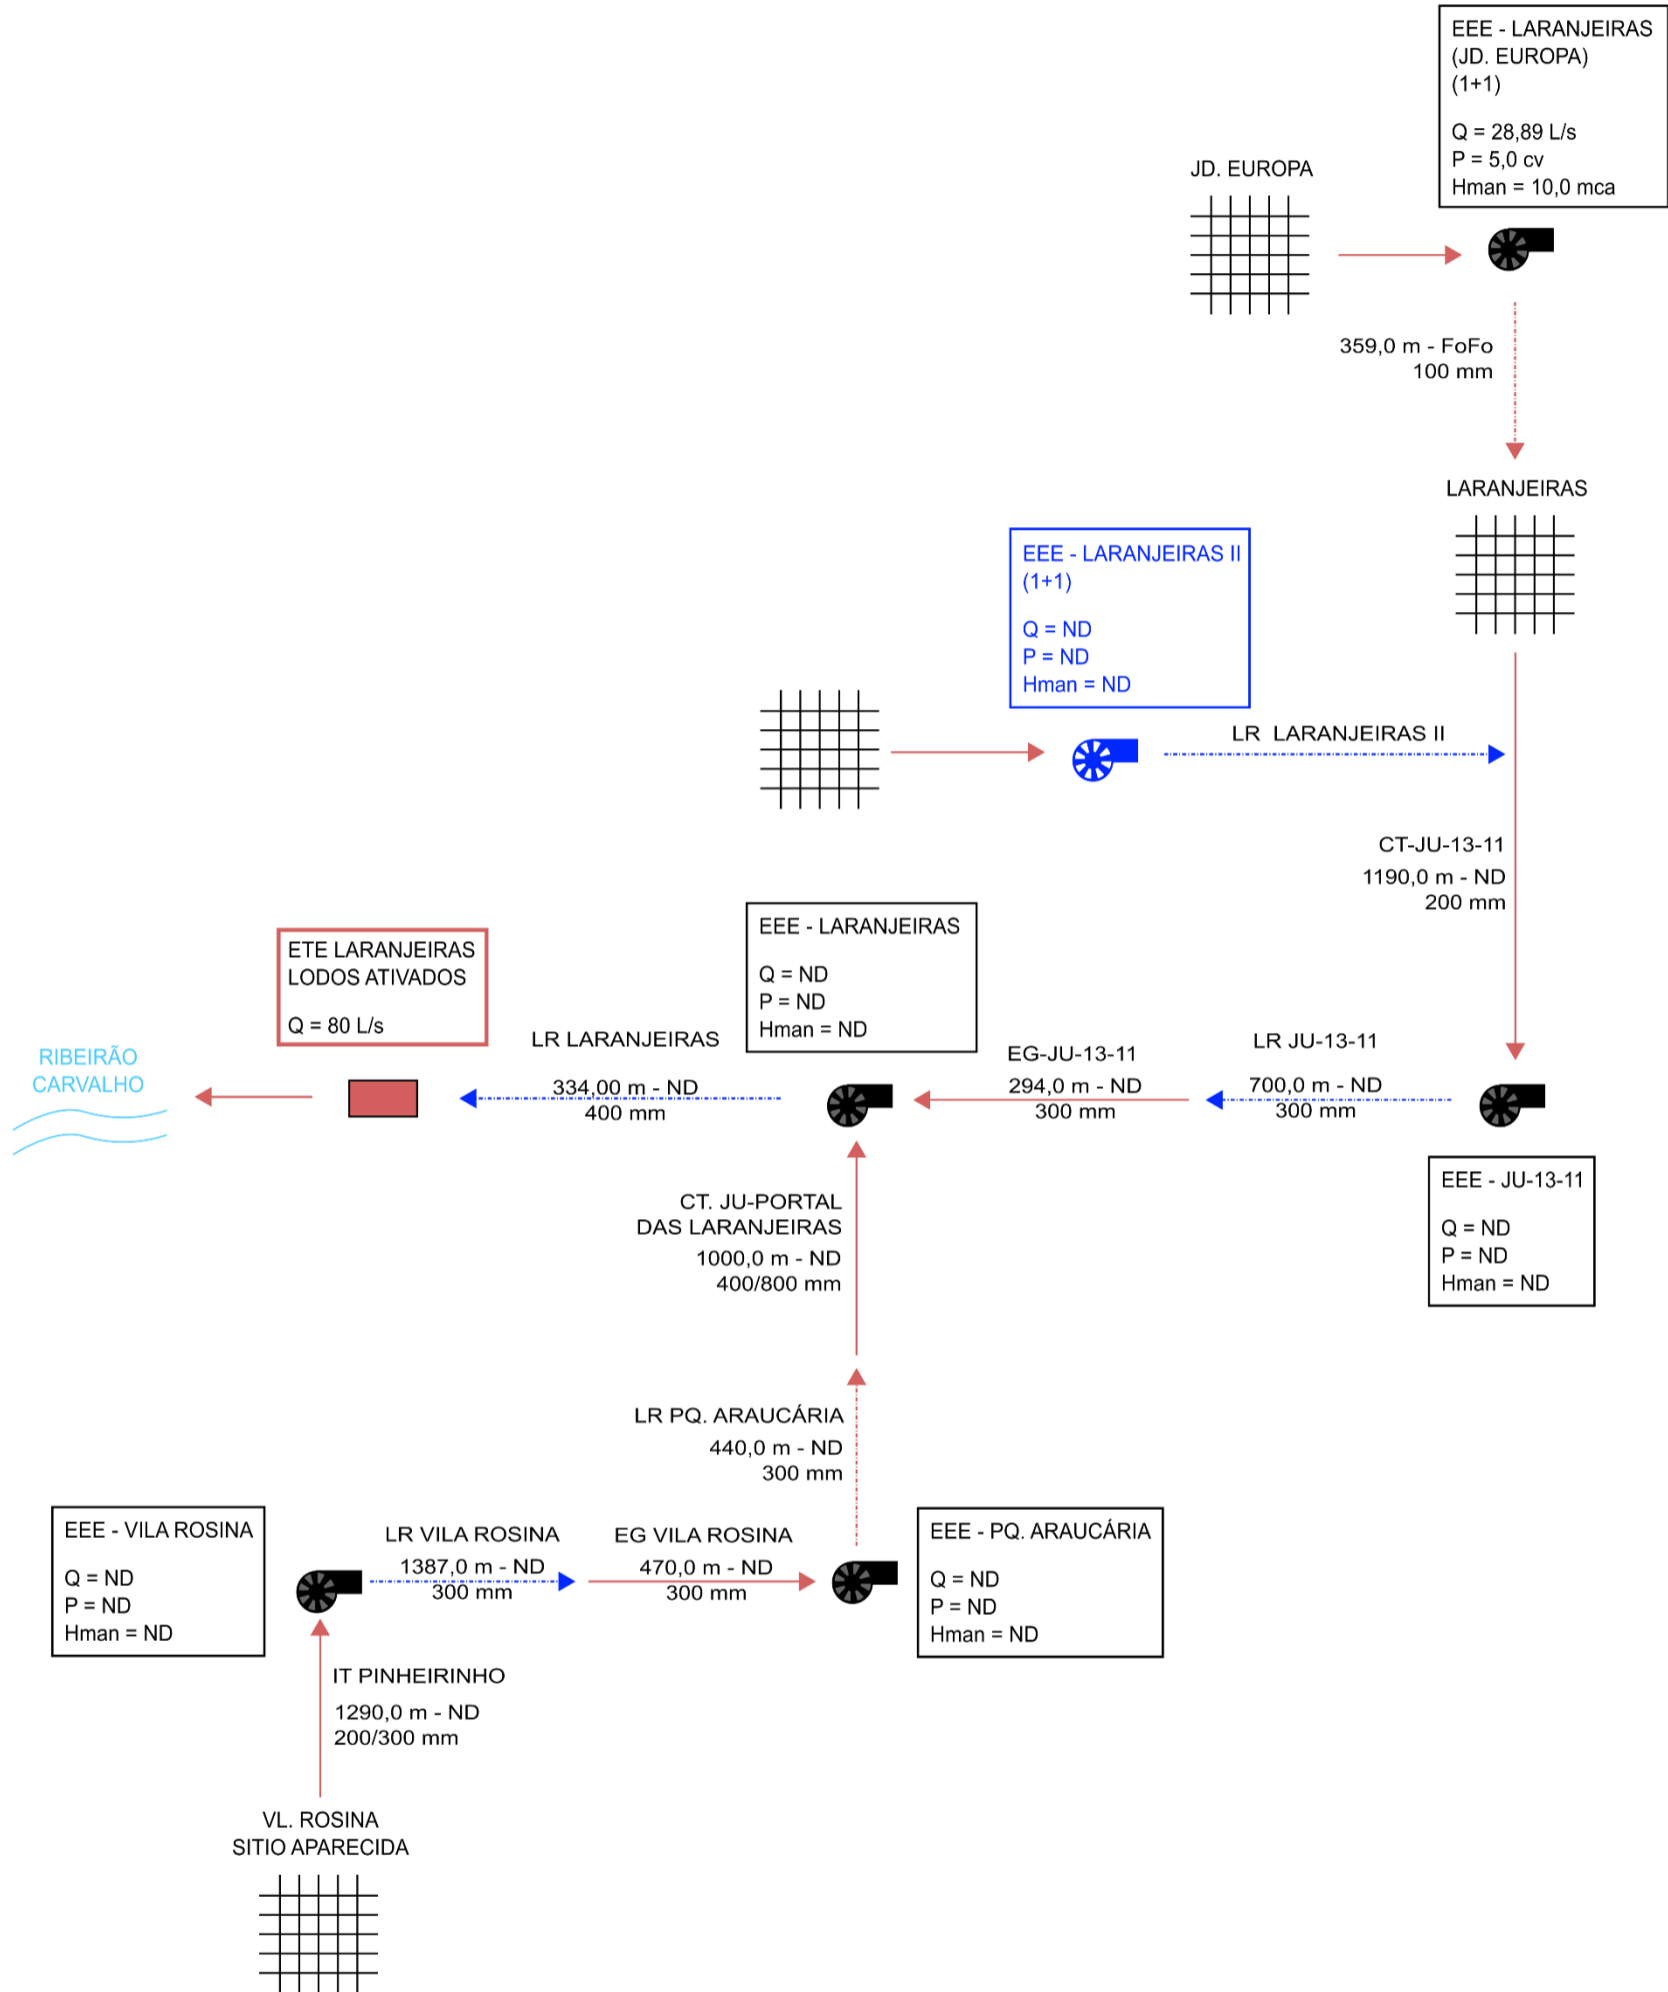 EEE - LARANJEIRAS
(JD. EUROPA)
(1+1)
Q = 28,89 L/s
P = 5,0 cv
Hman = 10,0 mca
JD. EUROPA
359,0 m - FoFo
100 mm
LARANJEIRAS
EEE - LARANJEIRAS II
(1+1)
Q = ND
P = ND
Hman = ND
LR LARANJEIRAS II
CT-JU-13-11
1190,0 m - ND
200 mm
EEE - LARANJEIRAS
Q = ND
P = ND
Hman = ND
ETE LARANJEIRAS
LODOS ATIVADOS
Q = 80 L/s
RIBEIRÃO
CARVALHO
LR LARANJEIRAS
334,00 m - ND
400 mm
EG-JU-13-11
294,0 m - ND
300 mm
LR JU-13-11
700,0 m - ND
300 mm
EEE - JU-13-11
Q = ND
P = ND
Hman = ND
CT. JU-PORTAL
DAS LARANJEIRAS
1000,0 m - ND
400/800 mm
LR PQ. ARAUCÁRIA
440,0 m - ND
300 mm
EEE - VILA ROSINA
Q = ND
P = ND
Hman = ND
LR VILA ROSINA
1387,0 m - ND
300 mm
EG VILA ROSINA
470,0 m - ND
300 mm
EEE - PQ. ARAUCÁRIA
Q = ND
P = ND
Hman = ND
IT PINHEIRINHO
1290,0 m - ND
200/300 mm
VL. ROSINA
SITIO APARECIDA